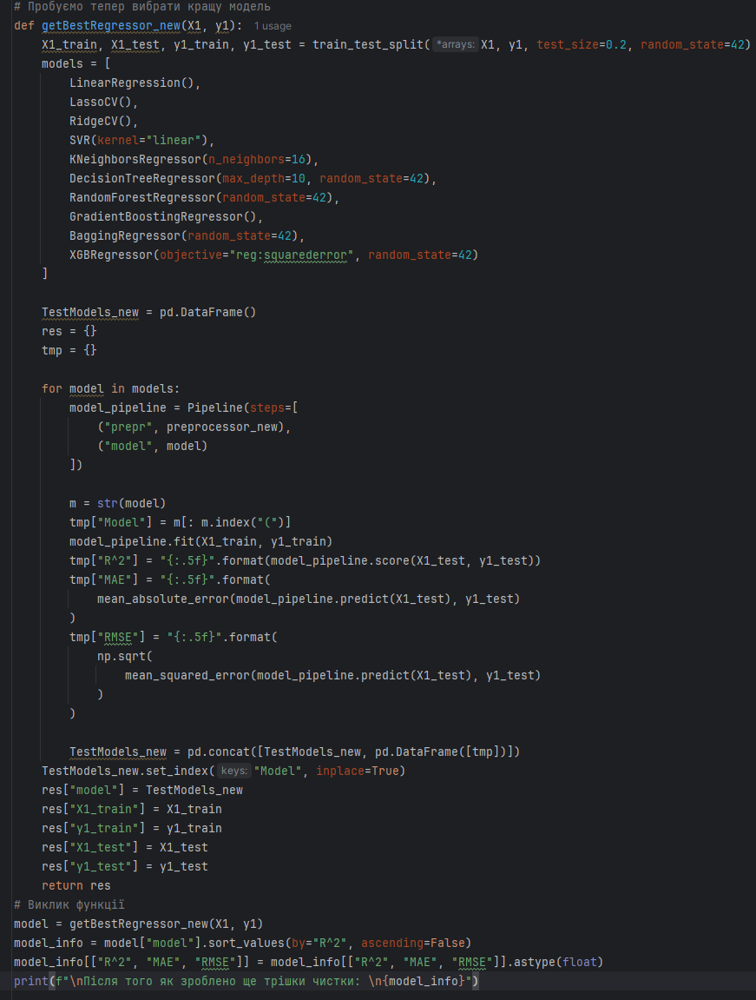 # Пробуємо тепер вибрати кращу модель
def getBestRegressor_new(X1, y1): 1 usage
    X1_train, X1_test, y1_train, y1_test = train_test_split( *arrays: X1, y1, test_size=0.2, random_state=42)
    models = [
        LinearRegression(),
        LassoCV(),
        RidgeCV(),
        SVR(kernel="linear"),
        KNeighborsRegressor(n_neighbors=16),
        DecisionTreeRegressor(max_depth=10, random_state=42),
        RandomForestRegressor(random_state=42),
        GradientBoostingRegressor(),
        BaggingRegressor(random_state=42),
        XGBRegressor(objective="reg:squarederror", random_state=42)
    ]
    TestModels_new = pd.DataFrame()
    res = {}
    tmp = {}
    for model in models:
        model_pipeline = Pipeline(steps=[
            ("prepr", preprocessor_new),
            ("model", model)
        ])
        m = str(model)
        tmp["Model"] = m[: m.index("(")]
        model_pipeline.fit(X1_train, y1_train)
        tmp["R^2"] = "{:.5f}".format(model_pipeline.score(X1_test, y1_test))
        tmp["MAE"] = "{:.5f}".format(
            mean_absolute_error(model_pipeline.predict(X1_test), y1_test)
        )
        tmp["RMSE"] = "{:.5f}".format(
            np.sqrt(
                mean_squared_error(model_pipeline.predict(X1_test), y1_test)
            )
        )
        TestModels_new = pd.concat([TestModels_new, pd.DataFrame([tmp])])
    TestModels_new.set_index( keys: "Model", inplace=True)
    res["model"] = TestModels_new
    res["X1_train"] = X1_train
    res["y1_train"] = y1_train
    res["X1_test"] = X1_test
    res["y1_test"] = y1_test
    return res
# Виклик функції
model = getBestRegressor_new(X1, y1)
model_info = model["model"].sort_values(by="R^2", ascending=False)
model_info[["R^2", "MAE", "RMSE"]] = model_info[["R^2", "MAE", "RMSE"]].astype(float)
print(f"\nПісля того як зроблено ще трішки чистки: \n{model_info}")